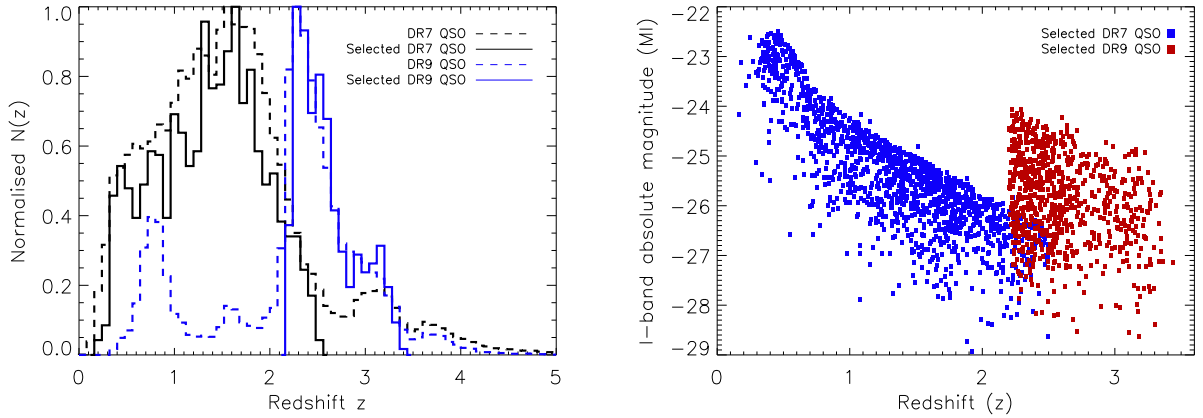 DR7 QSO
Selected DR7 QSO
DR9 QSO
Selected DR9 QSO
Normalised N(z)
1.0
0.8
0.6
0.4
0.2
0.0
0 1 2 3 4 5
Redshift z
Selected DR7 QSO
Selected DR9 QSO
I-band absolute magnitude (MI)
-22
-23
-24
-25
-26
-27
-28
-29
0 1 2 3
Redshift (z)